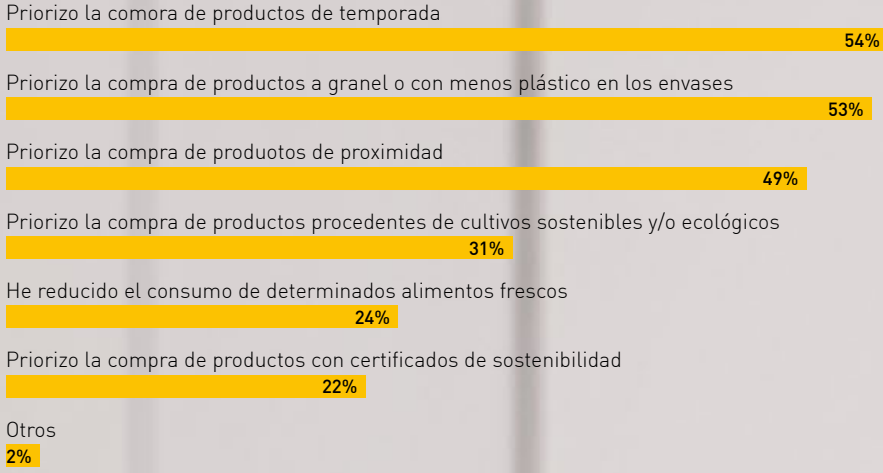 Priorizo la comora de productos de temporada
54%
Priorizo la compra de productos a granel o con menos plástico en los envases
53%
Priorizo la compra de produotos de proximidad
49%
Priorizo la compra de productos procedentes de cultivos sostenibles y/o ecológicos
31%
He reducido el consumo de determinados alimentos frescos
24%
Priorizo la compra de productos con certificados de sostenibilidad
22%
Otros
2%